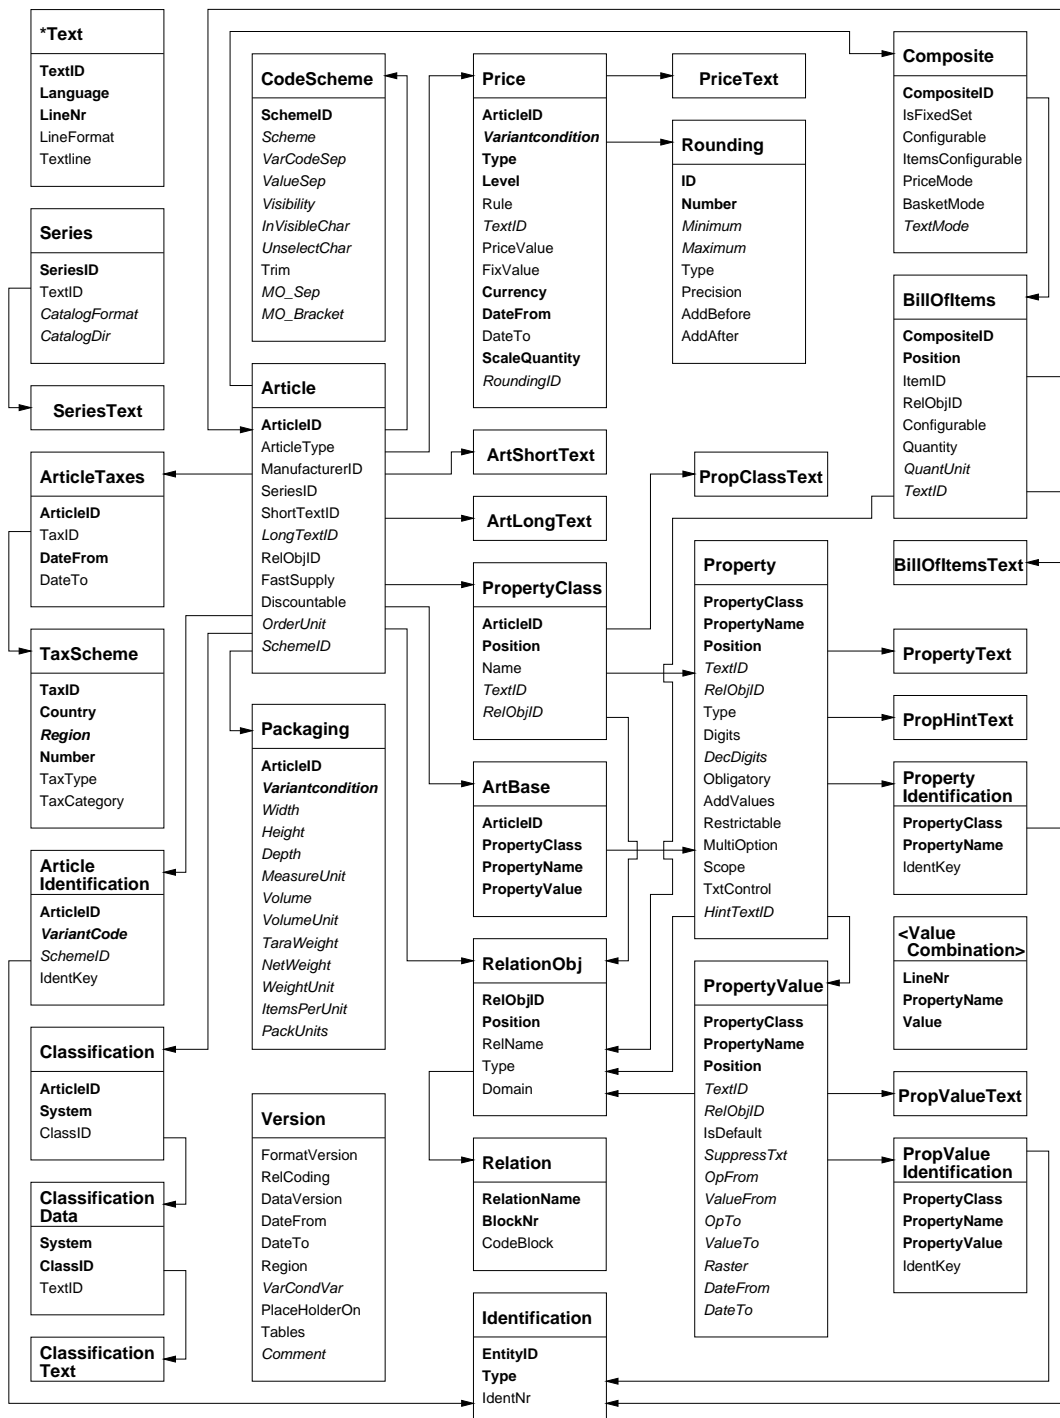 *Text
TextID
Language
LineNr
LineFormat
Textline
Series
SeriesID
TextID
CatalogFormat
CatalogDir
SeriesText
ArticleTaxes
ArticleID
TaxID
DateFrom
DateTo
TaxScheme
TaxID
Country
Region
Number
TaxType
TaxCategory
Article
Identification
ArticleID
VariantCode
SchemeID
IdentKey
Classification
ArticleID
System
ClassID
Classification
Data
System
ClassID
TextID
Classification
Text
CodeScheme
SchemeID
Scheme
VarCodeSep
ValueSep
Visibility
InVisibleChar
UnselectChar
Trim
MO_Sep
MO_Bracket
Article
ArticleID
ArticleType
ManufacturerID
SeriesID
ShortTextID
LongTextID
RelObjID
FastSupply
Discountable
OrderUnit
SchemeID
Packaging
ArticleID
Variantcondition
Width
Height
Depth
MeasureUnit
Volume
VolumeUnit
TaraWeight
NetWeight
WeightUnit
ItemsPerUnit
PackUnits
Version
FormatVersion
RelCoding
DataVersion
DateFrom
DateTo
Region
VarCondVar
PlaceHolderOn
Tables
Comment
Price
ArticleID
Variantcondition
Type
Level
Rule
TextID
PriceValue
FixValue
Currency
DateFrom
DateTo
ScaleQuantity
RoundingID
ArtShortText
ArtLongText
PropertyClass
ArticleID
Position
Name
TextID
RelObjID
ArtBase
ArticleID
PropertyClass
PropertyName
PropertyValue
RelationObj
RelObjID
Position
RelName
Type
Domain
Relation
RelationName
BlockNr
CodeBlock
Identification
EntityID
Type
IdentNr
PriceText
Rounding
ID
Number
Minimum
Maximum
Type
Precision
AddBefore
AddAfter
PropClassText
Property
PropertyClass
PropertyName
Position
TextID
RelObjID
Type
Digits
DecDigits
Obligatory
AddValues
Restrictable
MultiOption
Scope
TxtControl
HintTextID
PropertyValue
PropertyClass
PropertyName
Position
TextID
RelObjID
IsDefault
SuppressTxt
OpFrom
ValueFrom
OpTo
ValueTo
Raster
DateFrom
DateTo
Composite
CompositeID
IsFixedSet
Configurable
ItemsConfigurable
PriceMode
BasketMode
TextMode
BillOfItems
CompositeID
Position
ItemID
RelObjID
Configurable
Quantity
QuantUnit
TextID
BillOfItemsText
PropertyText
PropHintText
Property
Identification
PropertyClass
PropertyName
IdentKey
<Value
Combination>
LineNr
PropertyName
Value
PropValueText
PropValue
Identification
PropertyClass
PropertyName
PropertyValue
IdentKey